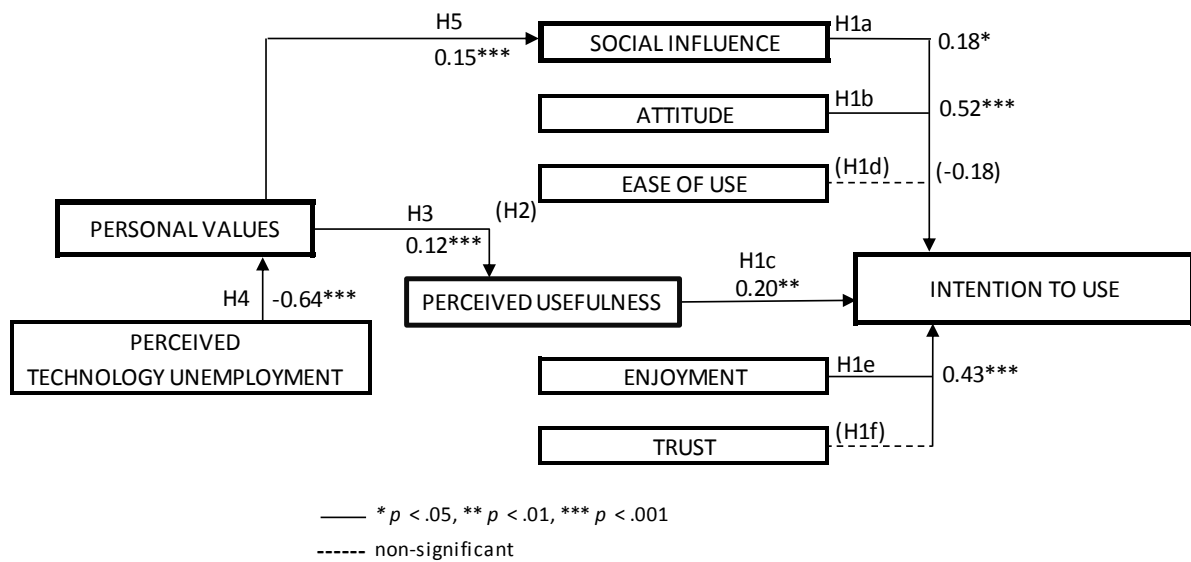 H5
0.15***
SOCIAL INFLUENCE
H1a
0.18*
ATTITUDE
H1b
0.52***
EASE OF USE
(H1d)
(-0.18)
PERSONAL VALUES
H3
0.12***
(H2)
H4
-0.64***
PERCEIVED
TECHNOLOGY UNEMPLOYMENT
PERCEIVED USEFULNESS
H1c
0.20**
INTENTION TO USE
ENJOYMENT
H1e
0.43***
TRUST
(H1f)
* p < .05, ** p < .01, *** p < .001
non-significant